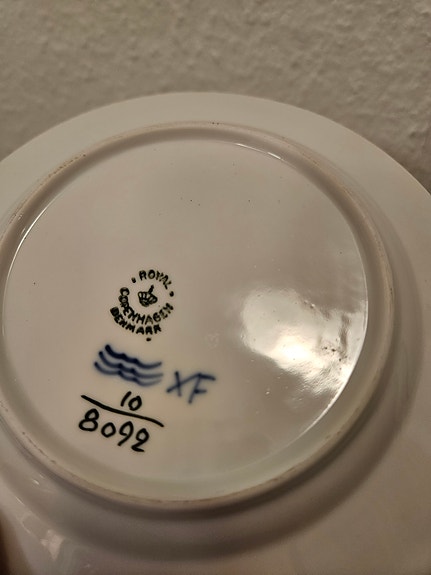 ROYAL
COPENHAGEN
DENMARK
XF
10
8092